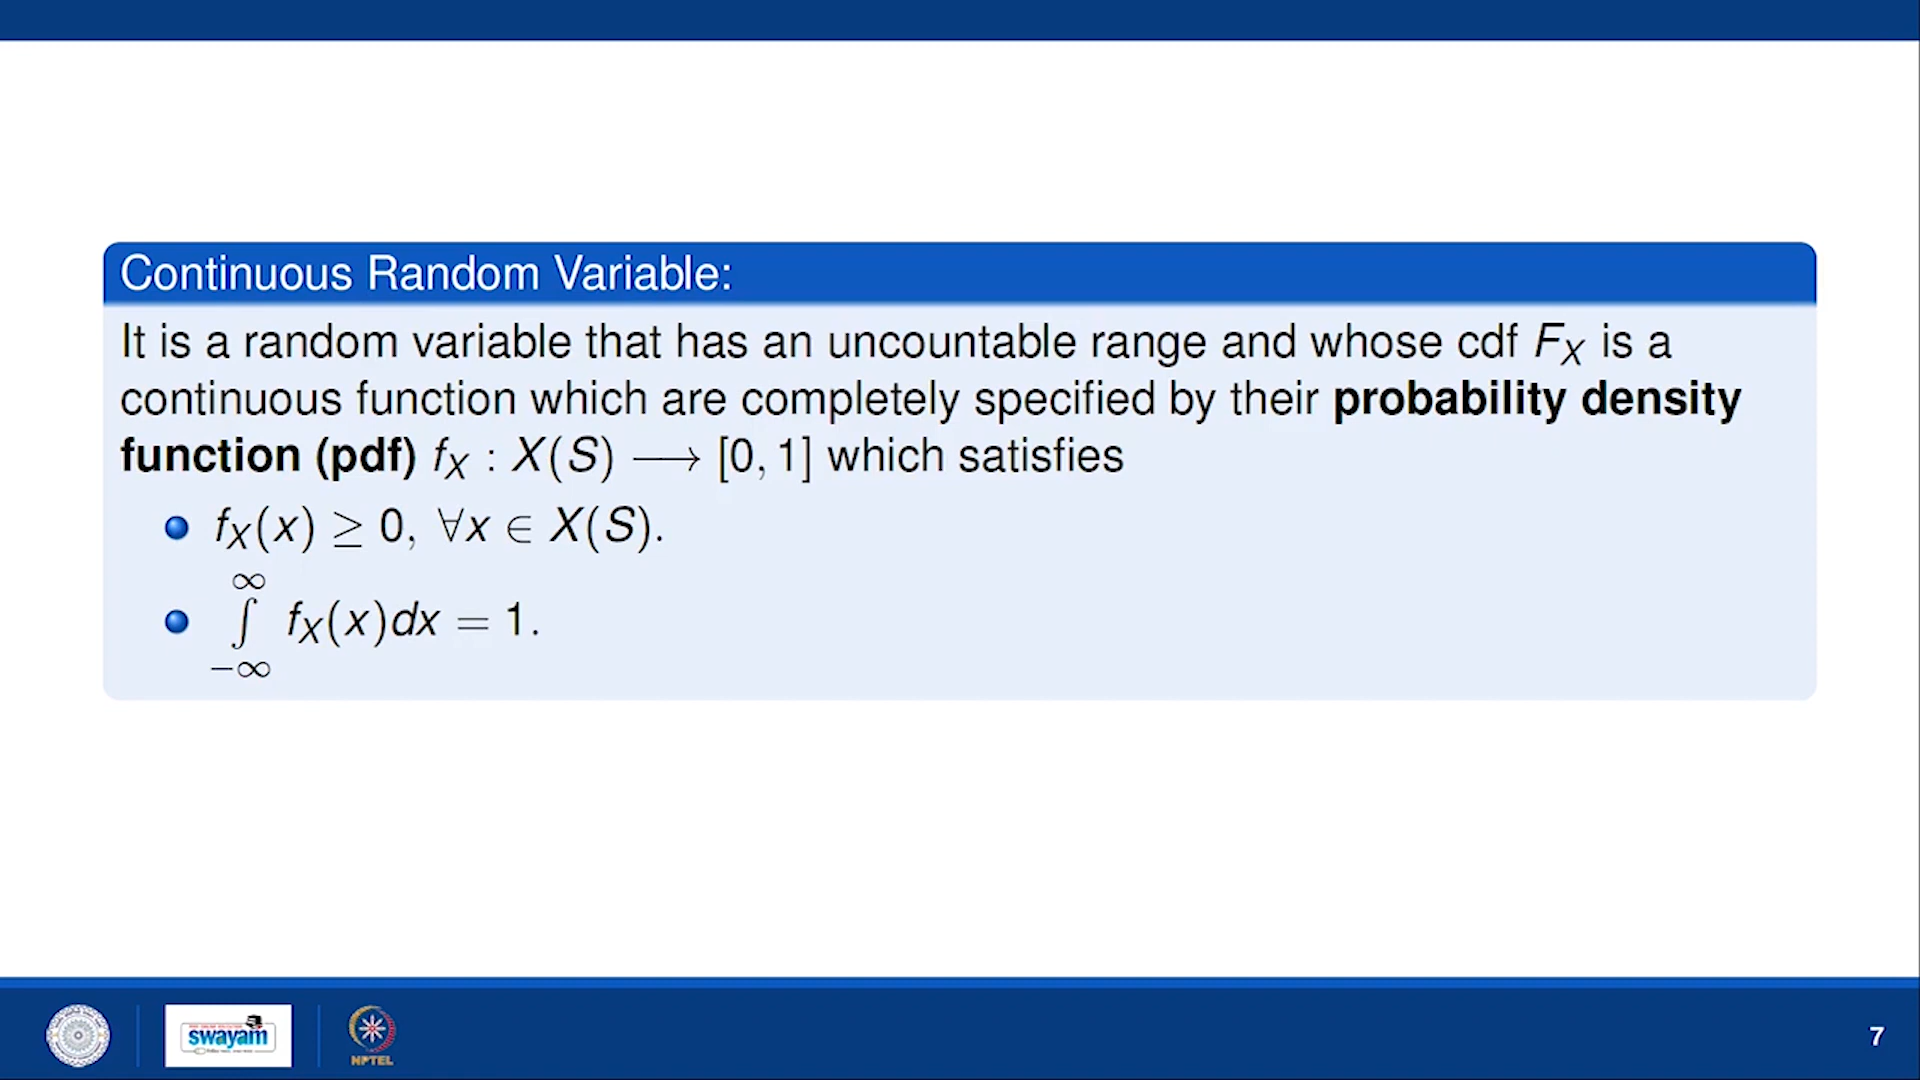 Continuous Random Variable:
It is a random variable that has an uncountable range and whose cdf F_X is a
continuous function which are completely specified by their probability density
function (pdf) f_X : X(S) ⟶ [0, 1] which satisfies
f_X(x) ≥ 0, ∀x ∈ X(S).
∫_{−∞}^{∞} f_X(x)dx = 1.
swayam
NPTEL
7